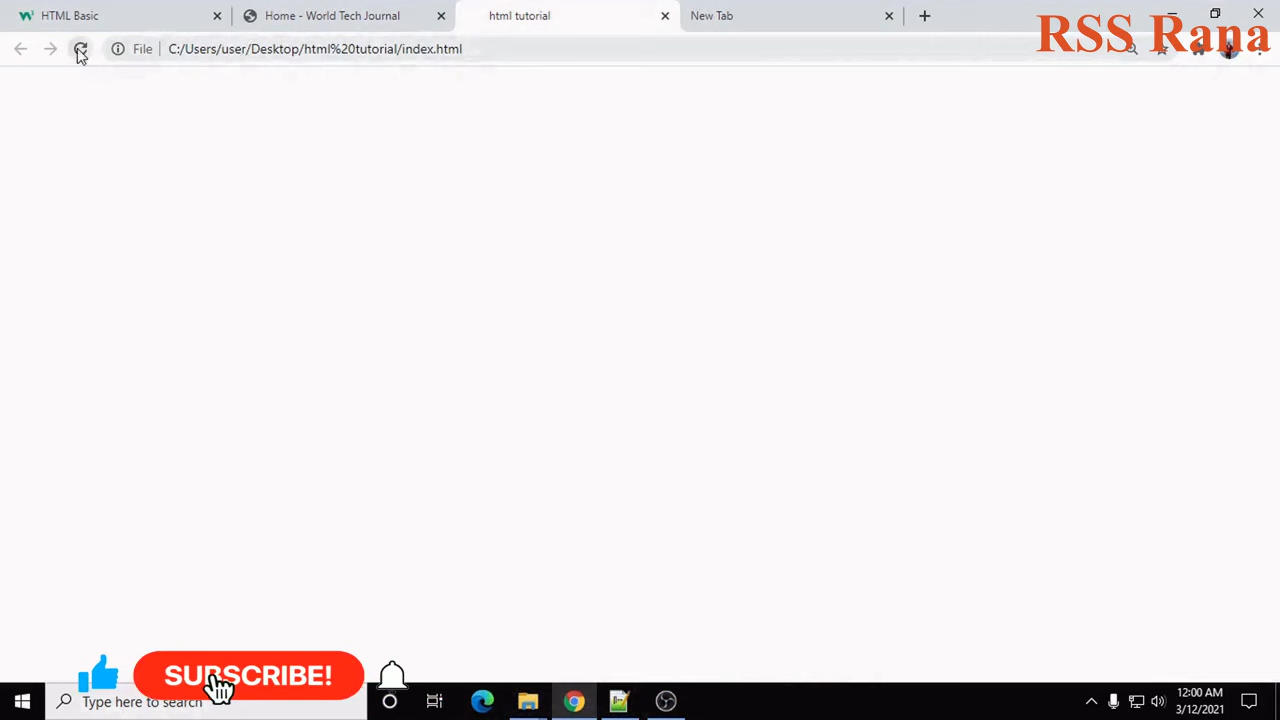 HTML Basic
Home - World Tech Journal
html tutorial
New Tab
RSS Rana
File
C:/Users/user/Desktop/html%20tutorial/index.html
SUBSCRIBE!
Type here to search
12:00 AM
3/12/2021